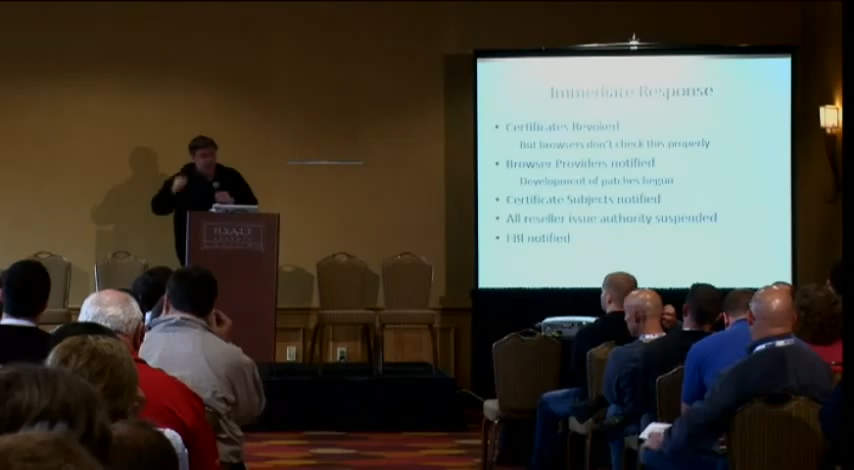 Immediate Response
• Certificates Revoked
But browsers don't check this properly
• Browser Providers notified
Development of patches begun
• Certificate Subjects notified
• All reseller issue authority suspended
• FBI notified
HYATT